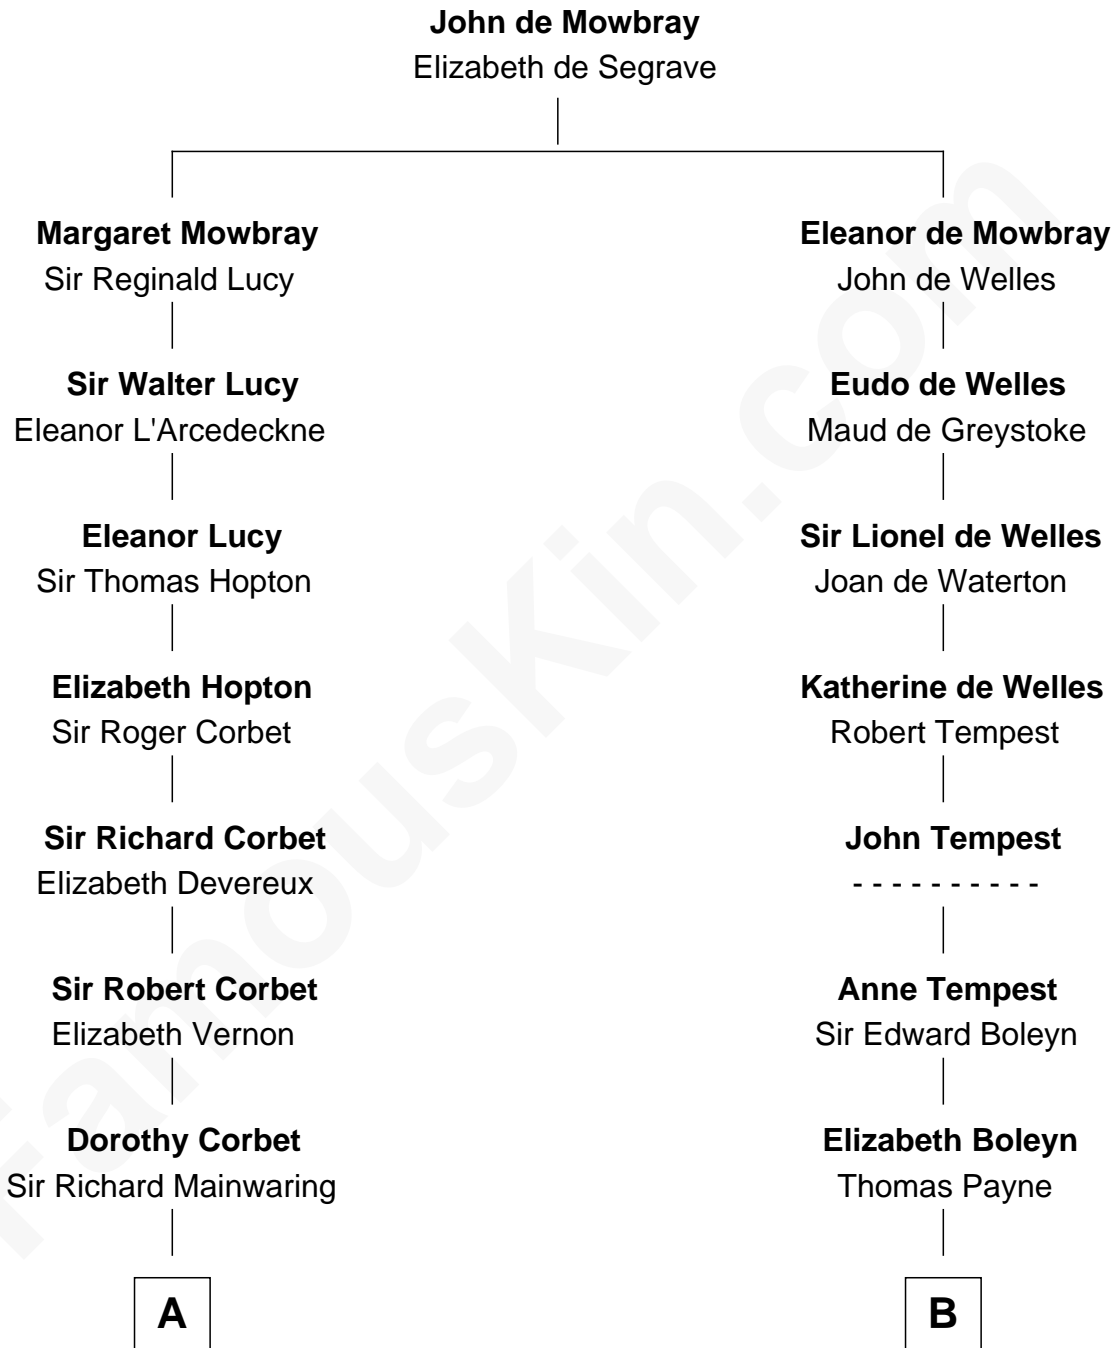 John de Mowbray
Elizabeth de Segrave
Margaret Mowbray
Sir Reginald Lucy
Eleanor de Mowbray
John de Welles
Sir Walter Lucy
Eleanor L'Arcedeckne
Eudo de Welles
Maud de Greystoke
Eleanor Lucy
Sir Thomas Hopton
Sir Lionel de Welles
Joan de Waterton
Elizabeth Hopton
Sir Roger Corbet
Katherine de Welles
Robert Tempest
Sir Richard Corbet
Elizabeth Devereux
John Tempest
- - - - - - - - - -
Sir Robert Corbet
Elizabeth Vernon
Anne Tempest
Sir Edward Boleyn
Dorothy Corbet
Sir Richard Mainwaring
Elizabeth Boleyn
Thomas Payne
A
B
FamousKin.com